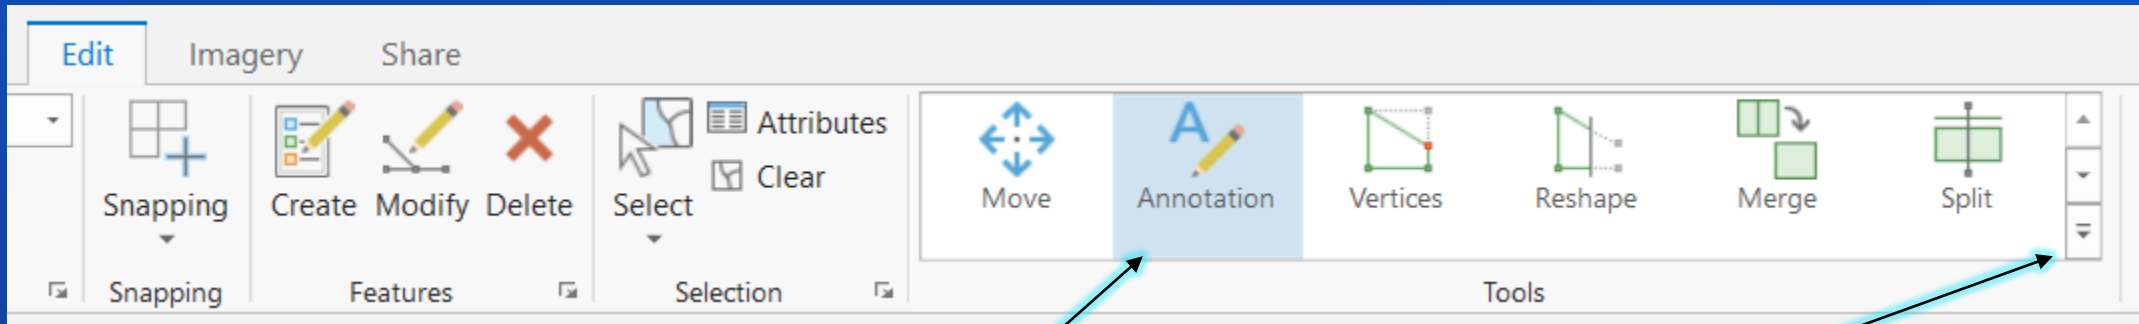 Edit Imagery Share
Snapping
Create Modify Delete
Select
Attributes
Clear
Move Annotation Vertices Reshape Merge Split
Snapping Features Selection Tools